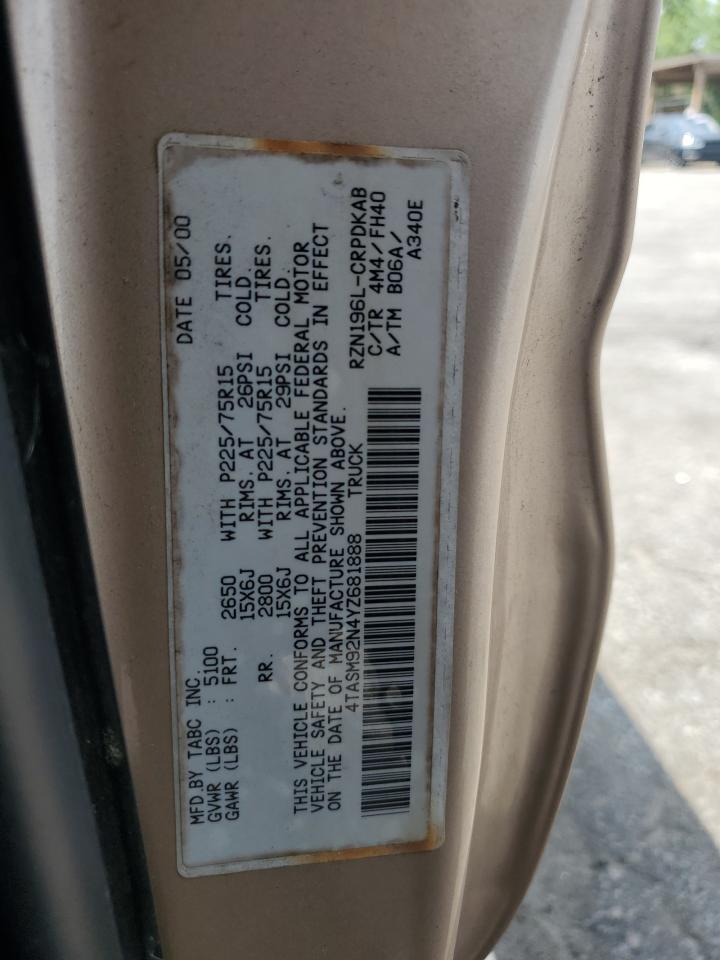 MFD.BY TABC INC. DATE 05/00
GVWR (LBS) : 5100
GAWR (LBS) : FRT. 2650 WITH P225/75R15 TIRES.
15X6J RIMS. AT 26PSI COLD.
RR. 2800 WITH P225/75R15 TIRES.
15X6J RIMS. AT 29PSI COLD.
THIS VEHICLE CONFORMS TO ALL APPLICABLE FEDERAL MOTOR
VEHICLE SAFETY AND THEFT PREVENTION STANDARDS IN EFFECT
ON THE DATE OF MANUFACTURE SHOWN ABOVE.
4TASM92N4YZ681888 TRUCK RZN196L-CRPDKAB
C/TR 4M4/FH40
A/TM B06A/
A340E